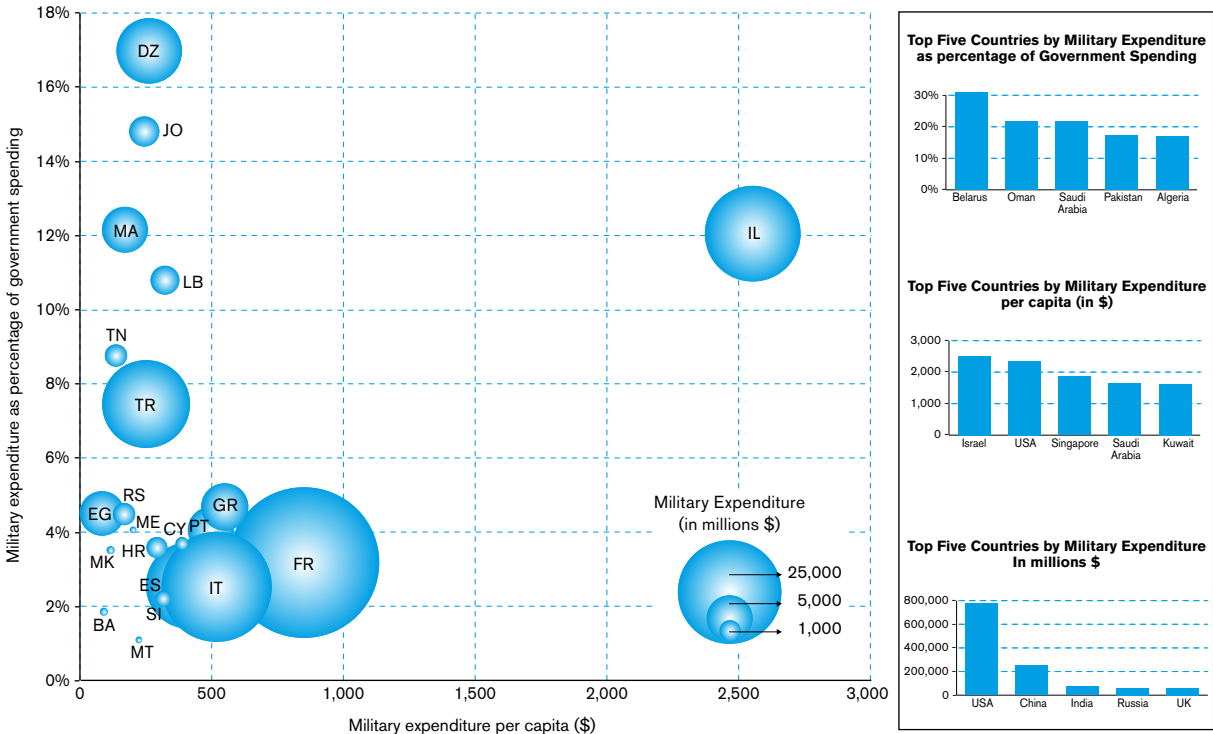 Military expenditure as percentage of government spending
18%
16%
14%
12%
10%
8%
6%
4%
2%
0%
DZ
JO
MA
IL
LB
TN
TR
EG
RS
ME
CY
PT
GR
MK
HR
FR
ES
IT
SI
BA
MT
Military Expenditure
(in millions $)
25,000
5,000
1,000
0
500
1,000
1,500
2,000
2,500
3,000
Military expenditure per capita ($)
Top Five Countries by Military Expenditure
as percentage of Government Spending
30%
20%
10%
0%
Belarus
Oman
Saudi
Arabia
Pakistan
Algeria
Top Five Countries by Military Expenditure
per capita (in $)
3,000
2,000
1,000
0
Israel
USA
Singapore
Saudi
Arabia
Kuwait
Top Five Countries by Military Expenditure
In millions $
800,000
600,000
400,000
200,000
0
USA
China
India
Russia
UK